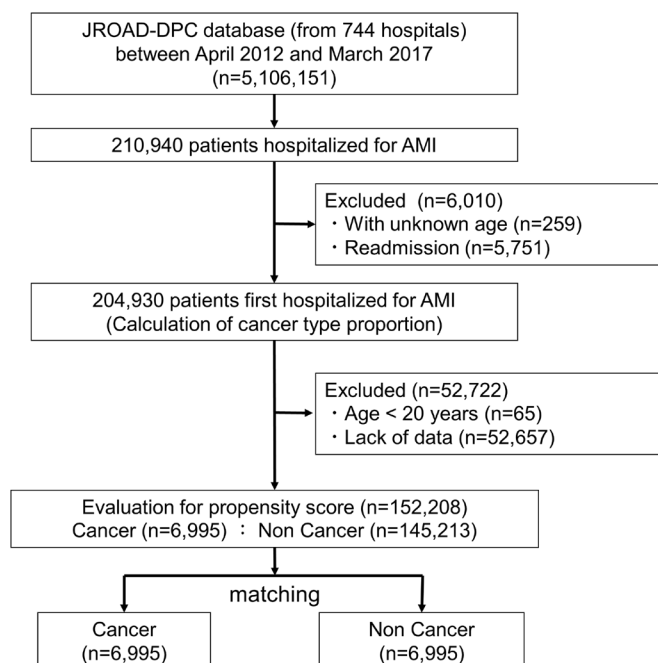 JROAD-DPC database (from 744 hospitals)
between April 2012 and March 2017
(n=5,106,151)
210,940 patients hospitalized for AMI
Excluded (n=6,010)
・With unknown age (n=259)
・Readmission (n=5,751)
204,930 patients first hospitalized for AMI
(Calculation of cancer type proportion)
Excluded (n=52,722)
・Age < 20 years (n=65)
・Lack of data (n=52,657)
Evaluation for propensity score (n=152,208)
Cancer (n=6,995) : Non Cancer (n=145,213)
matching
Cancer
(n=6,995)
Non Cancer
(n=6,995)